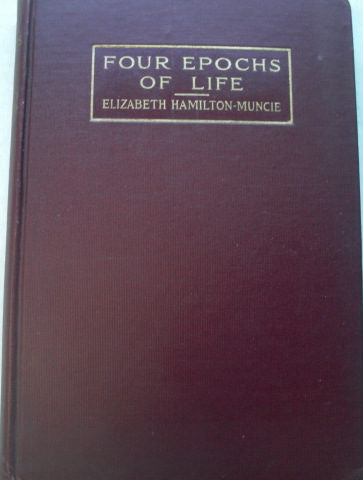 FOUR EPOCHS
OF LIFE
ELIZABETH HAMILTON-MUNCIE